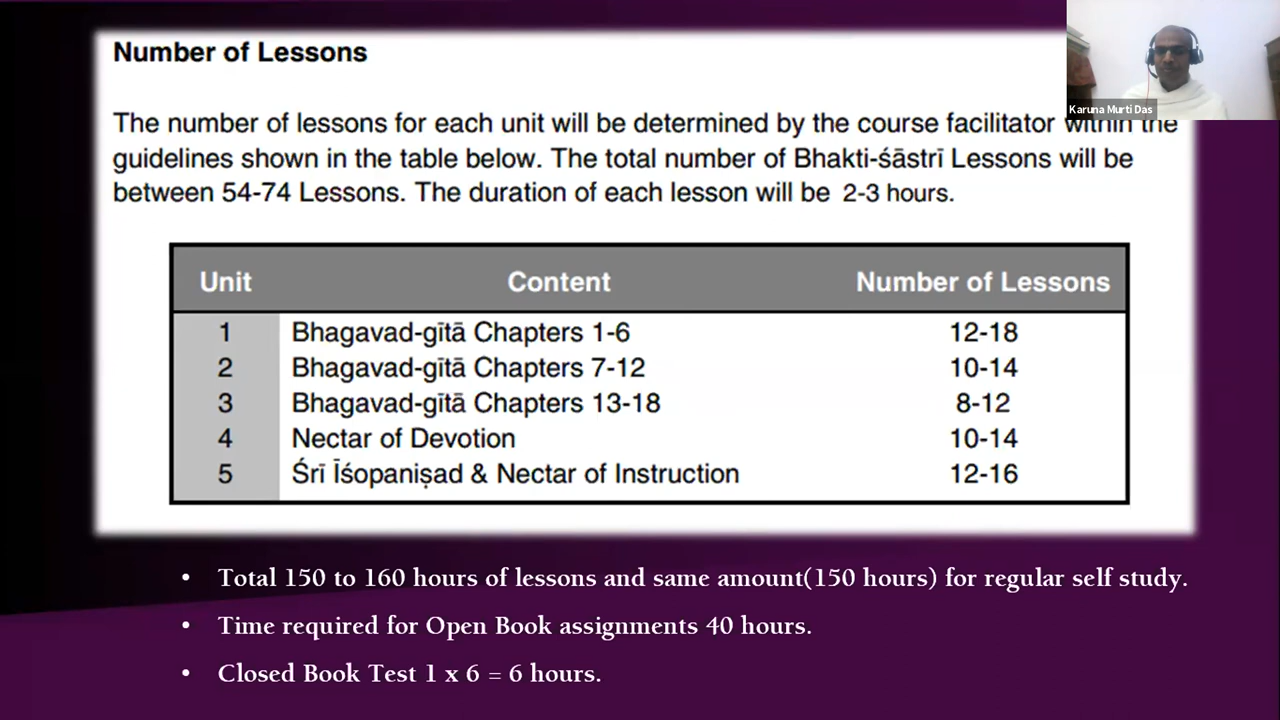 Number of Lessons
Karuna Murti Das
The number of lessons for each unit will be determined by the course facilitator within the
guidelines shown in the table below. The total number of Bhakti-śāstrī Lessons will be
between 54-74 Lessons. The duration of each lesson will be 2-3 hours.
Unit Content Number of Lessons
1 Bhagavad-gītā Chapters 1-6 12-18
2 Bhagavad-gītā Chapters 7-12 10-14
3 Bhagavad-gītā Chapters 13-18 8-12
4 Nectar of Devotion 10-14
5 Śrī Īśopaniṣad & Nectar of Instruction 12-16
• Total 150 to 160 hours of lessons and same amount(150 hours) for regular self study.
• Time required for Open Book assignments 40 hours.
• Closed Book Test 1 x 6 = 6 hours.